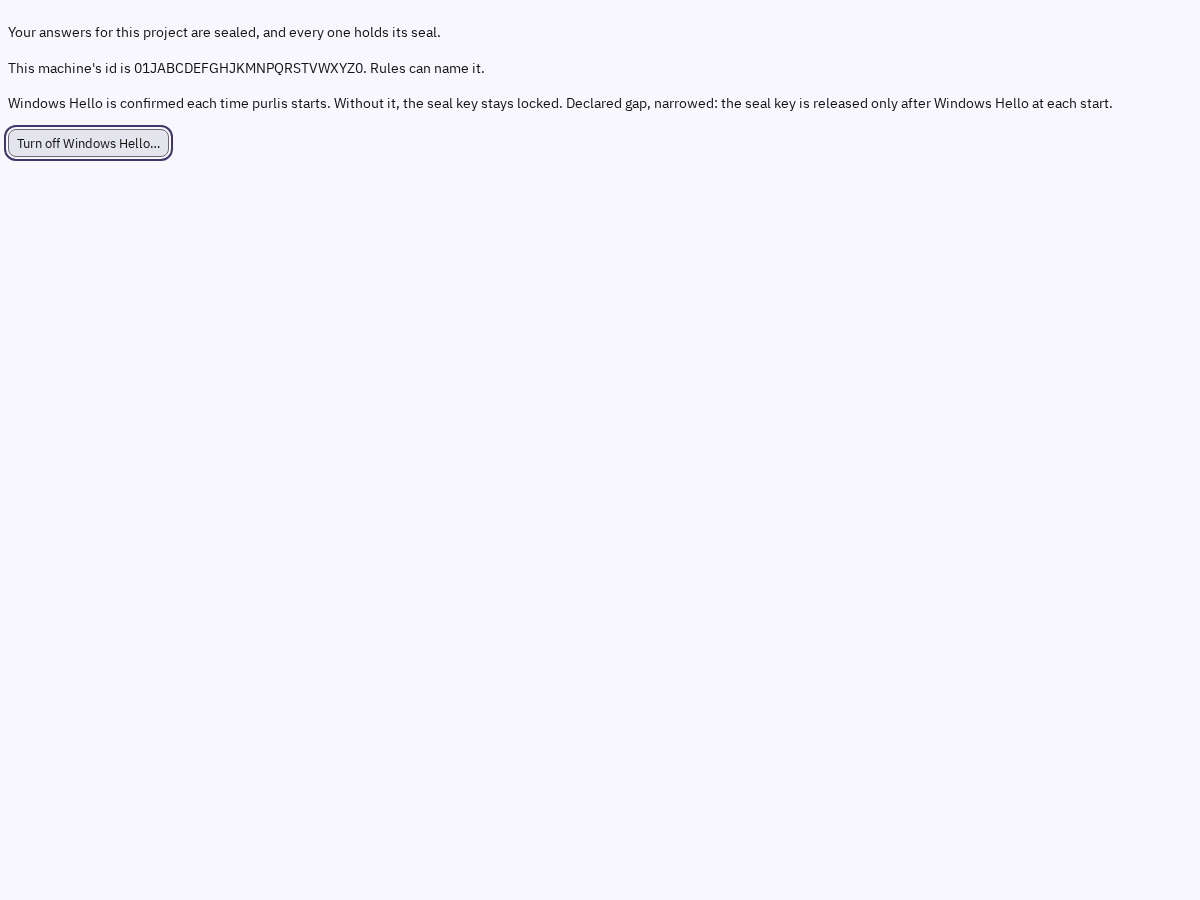 Your answers for this project are sealed, and every one holds its seal.
This machine's id is 01JABCDEFGHJKMNPQRSTVWXYZ0. Rules can name it.
Windows Hello is confirmed each time purlis starts. Without it, the seal key stays locked. Declared gap, narrowed: the seal key is released only after Windows Hello at each start.
Turn off Windows Hello…